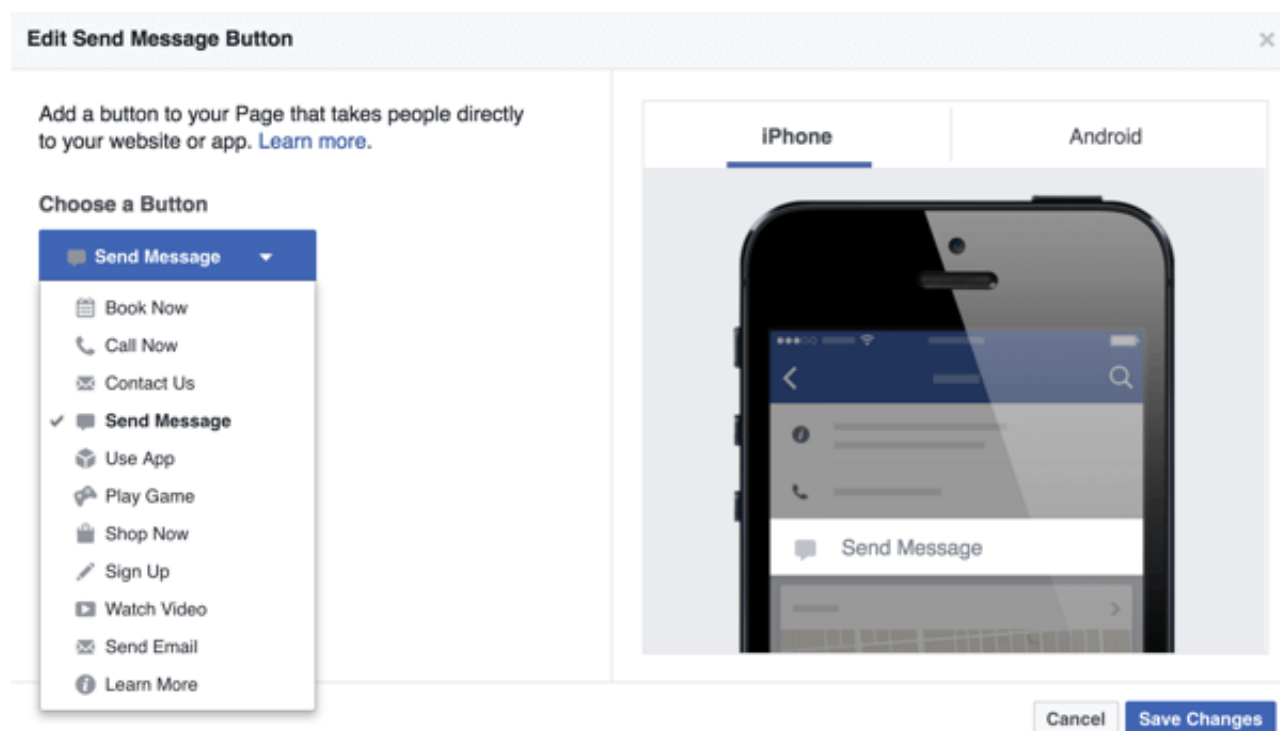 Edit Send Message Button
Add a button to your Page that takes people directly
to your website or app. Learn more.
Choose a Button
Send Message
Book Now
Call Now
Contact Us
Send Message
Use App
Play Game
Shop Now
Sign Up
Watch Video
Send Email
Learn More
iPhone
Android
Send Message
Cancel
Save Changes